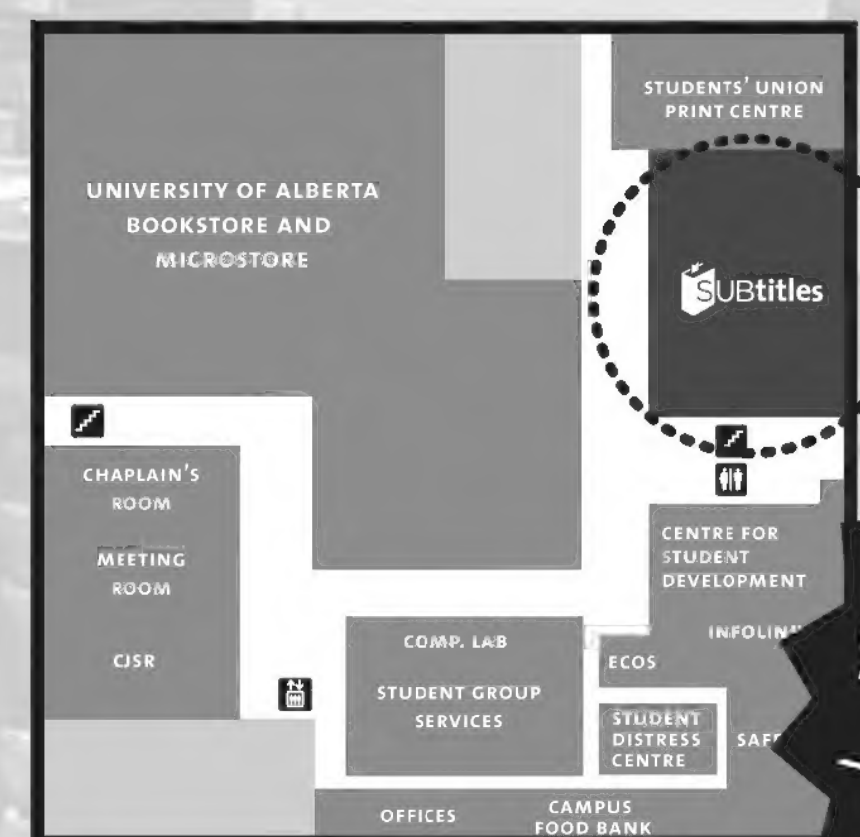 STUDENTS' UNION
PRINT CENTRE
UNIVERSITY OF ALBERTA
BOOKSTORE AND
MICROSTORE
SUBtitles
CHAPLAIN'S
ROOM
MEETING
ROOM
CJSR
CENTRE FOR
STUDENT
DEVELOPMENT
COMP. LAB
STUDENT GROUP
SERVICES
ECOS
STUDENT
DISTRESS
CENTRE
OFFICES
CAMPUS
FOOD BANK